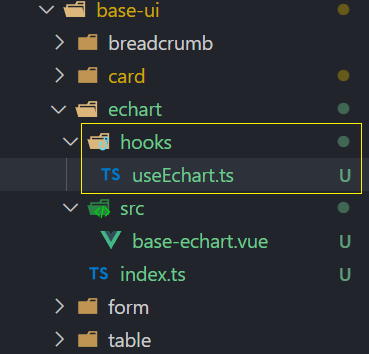 base-ui
breadcrumb
card
echart
hooks
TS useEchart.ts U
src
base-echart.vue U
TS index.ts U
form
table